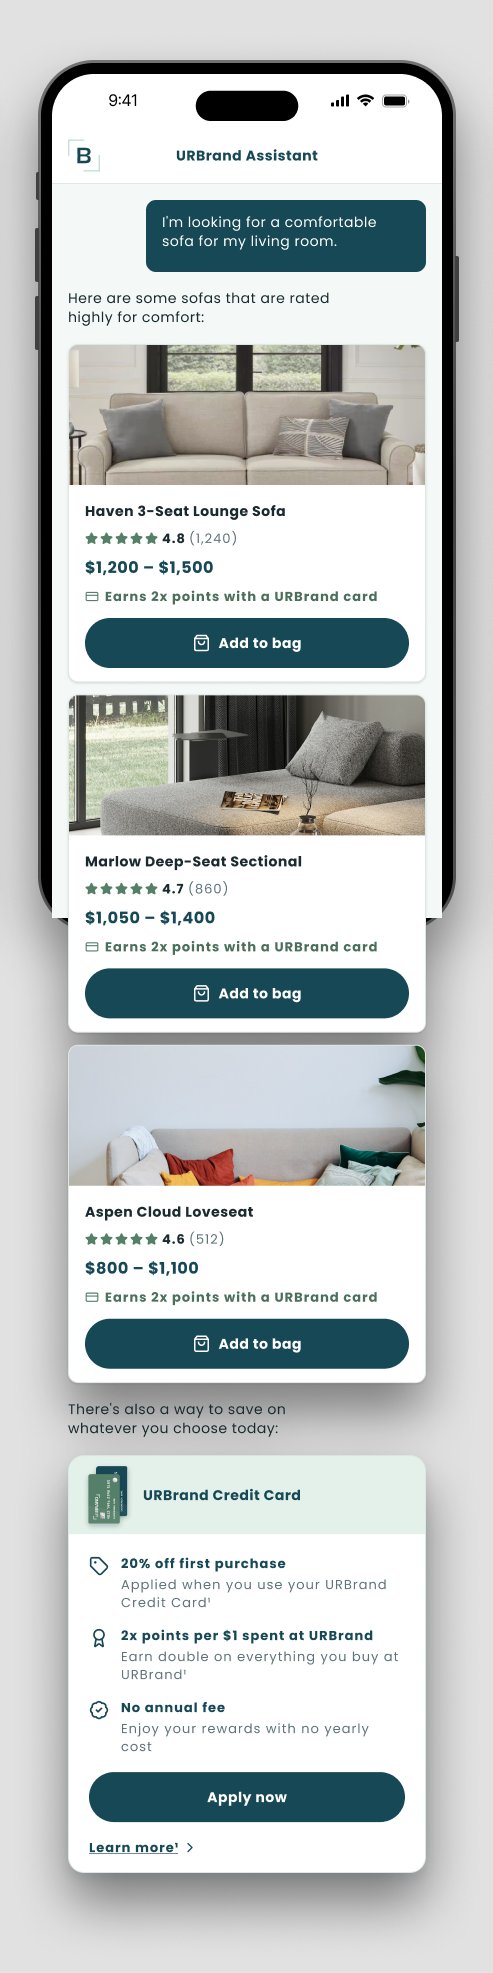 9:41
B
URBrand Assistant
I'm looking for a comfortable
sofa for my living room.
Here are some sofas that are rated
highly for comfort:
Haven 3-Seat Lounge Sofa
4.8 (1,240)
$1,200 – $1,500
Earns 2x points with a URBrand card
Add to bag
Marlow Deep-Seat Sectional
4.7 (860)
$1,050 – $1,400
Earns 2x points with a URBrand card
Add to bag
Aspen Cloud Loveseat
4.6 (512)
$800 – $1,100
Earns 2x points with a URBrand card
Add to bag
There's also a way to save on
whatever you choose today:
URBrand Credit Card
20% off first purchase
Applied when you use your URBrand
Credit Card¹
2x points per $1 spent at URBrand
Earn double on everything you buy at
URBrand¹
No annual fee
Enjoy your rewards with no yearly
cost
Apply now
Learn more¹